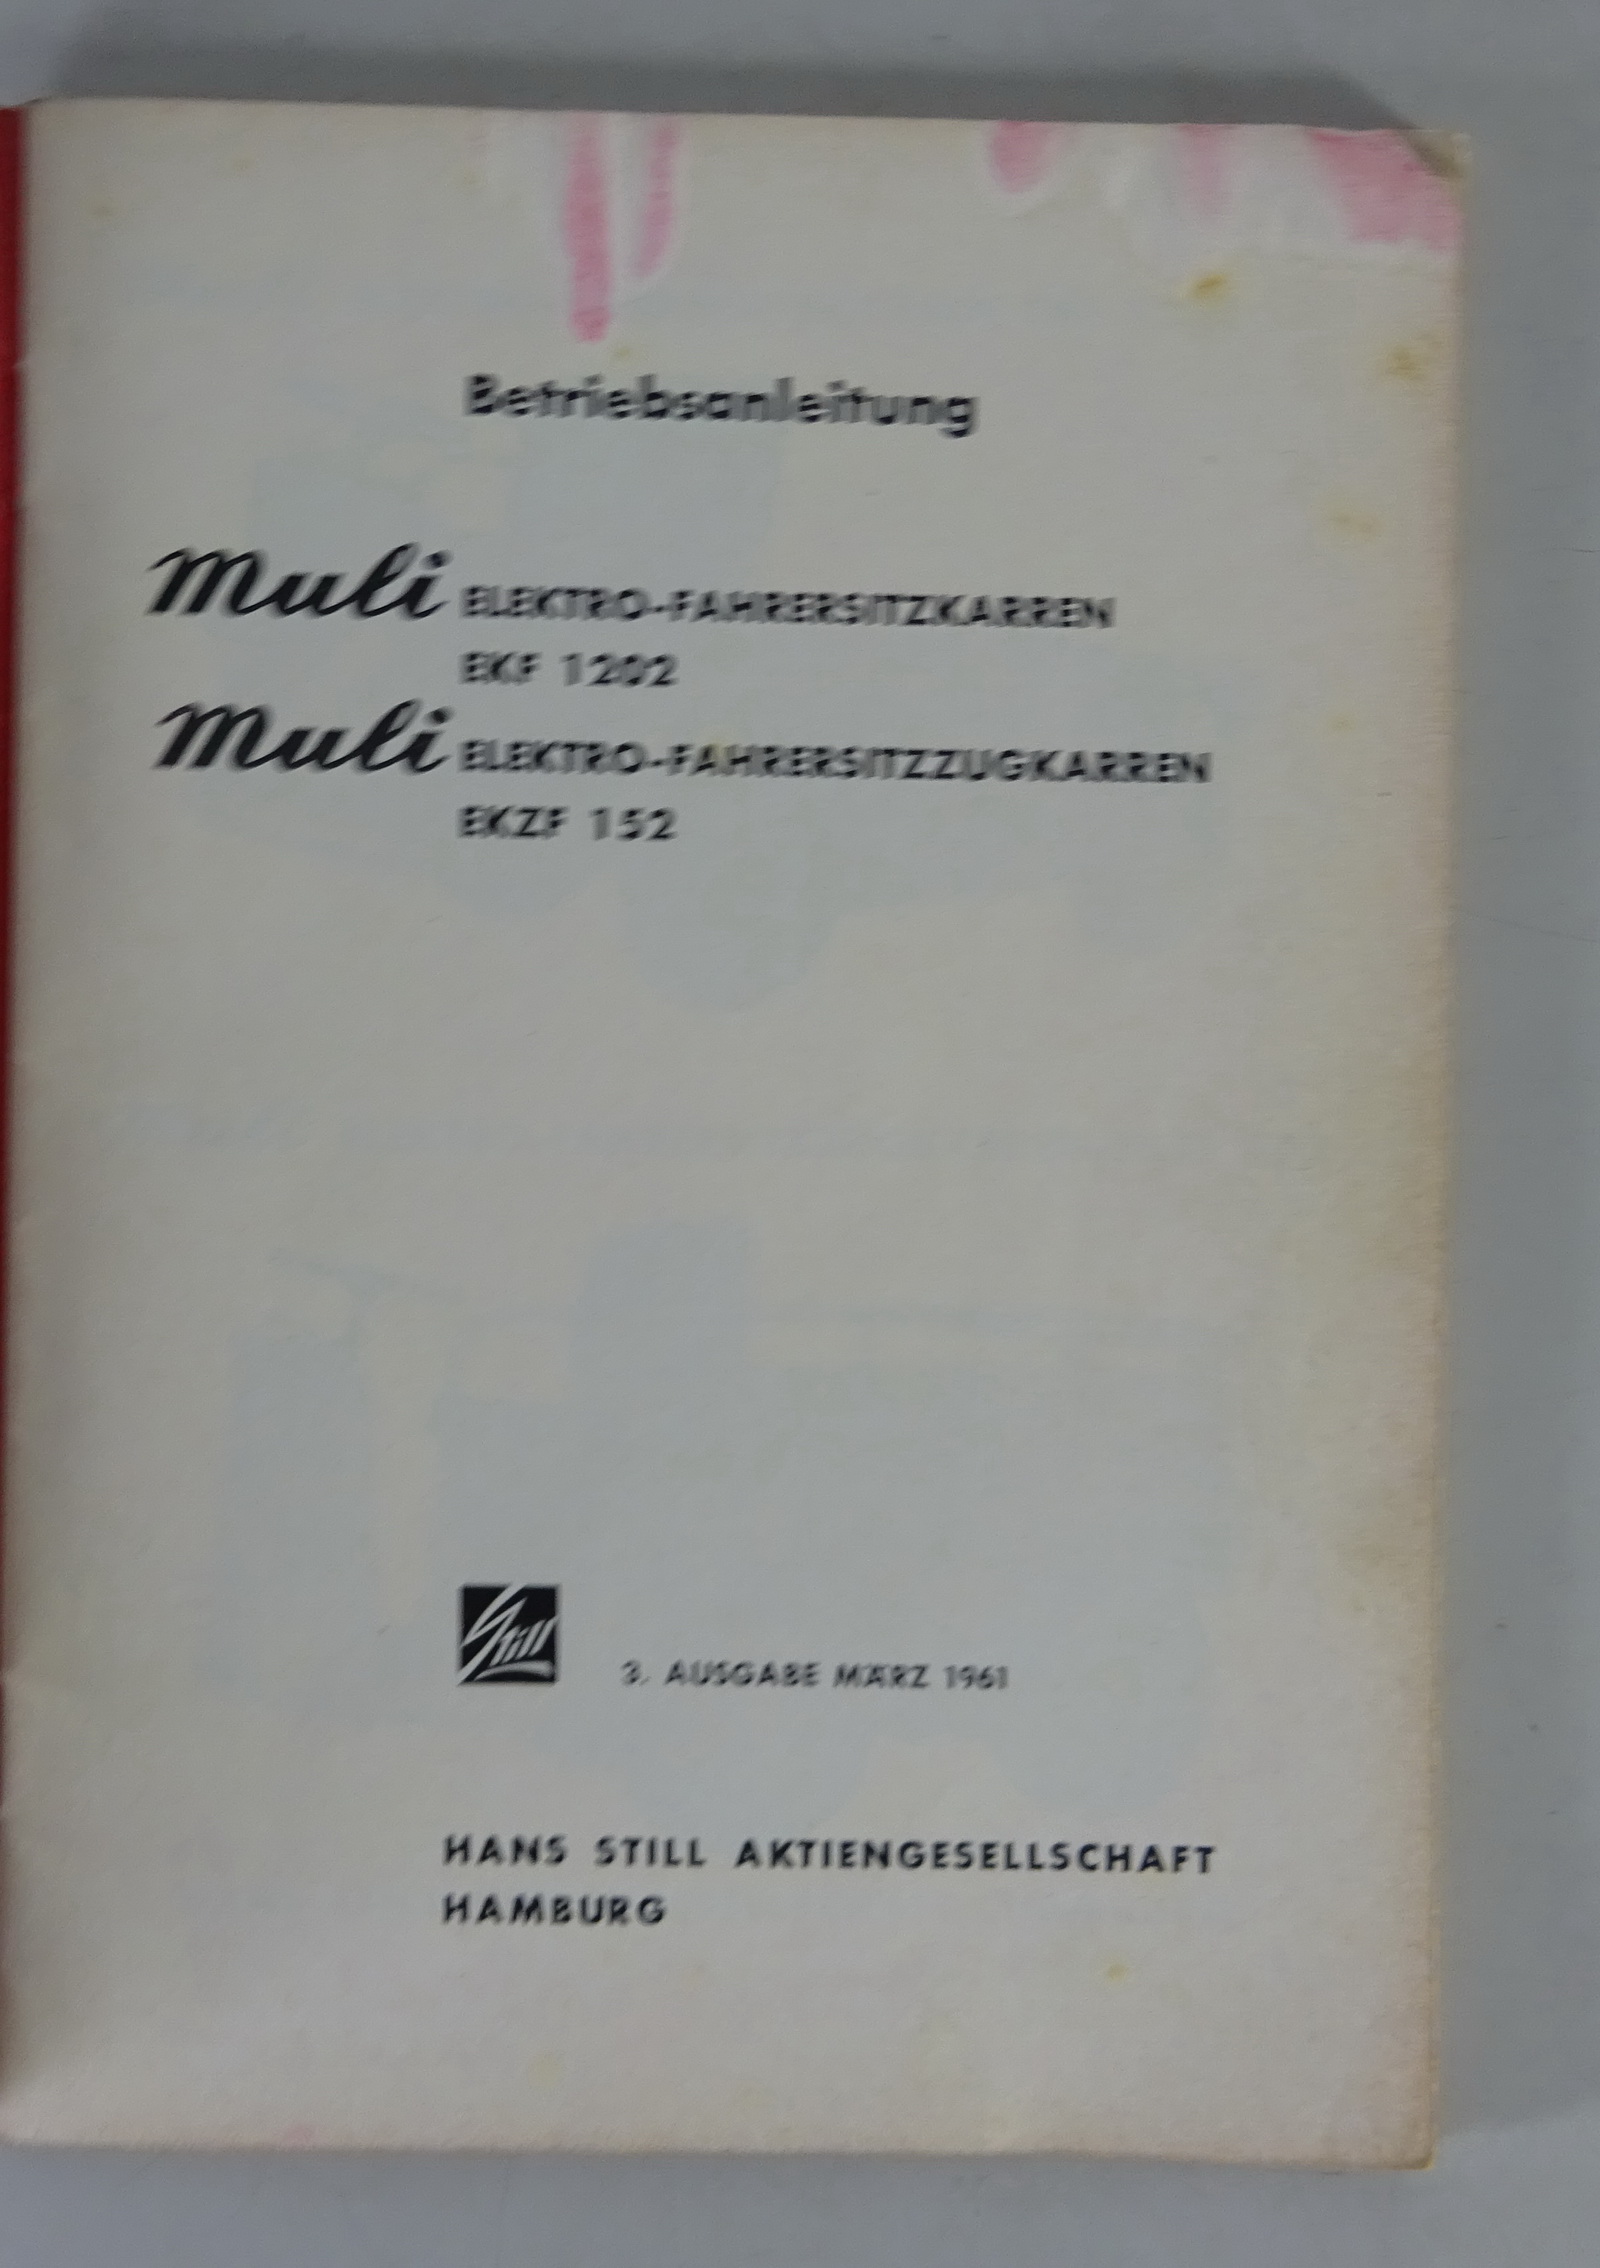 Betriebsanleitung
Muli ELEKTRO-FAHRERSITZKARREN
EKF 1202
Muli ELEKTRO-FAHRERSITZZUGKARREN
EKZF 152
Still
3. AUSGABE MÄRZ 1961
HANS STILL AKTIENGESELLSCHAFT
HAMBURG